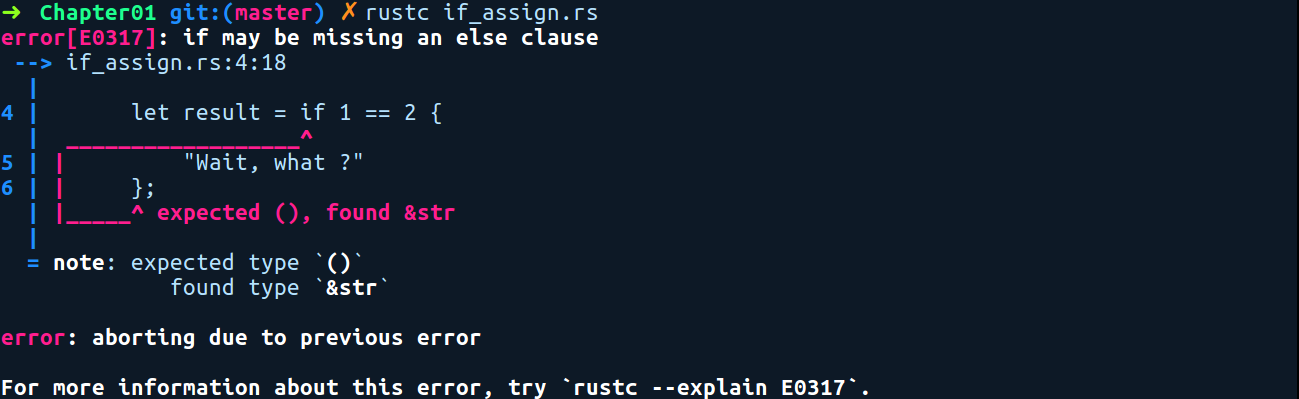 ➜  Chapter01 git:(master) ✗ rustc if_assign.rs
error[E0317]: if may be missing an else clause
 --> if_assign.rs:4:18
  |
4 |       let result = if 1 == 2 {
  |  __________________^
5 | |         "Wait, what ?"
6 | |     };
  | |_____^ expected (), found &str
  |
  = note: expected type `()`
             found type `&str`
error: aborting due to previous error
For more information about this error, try `rustc --explain E0317`.